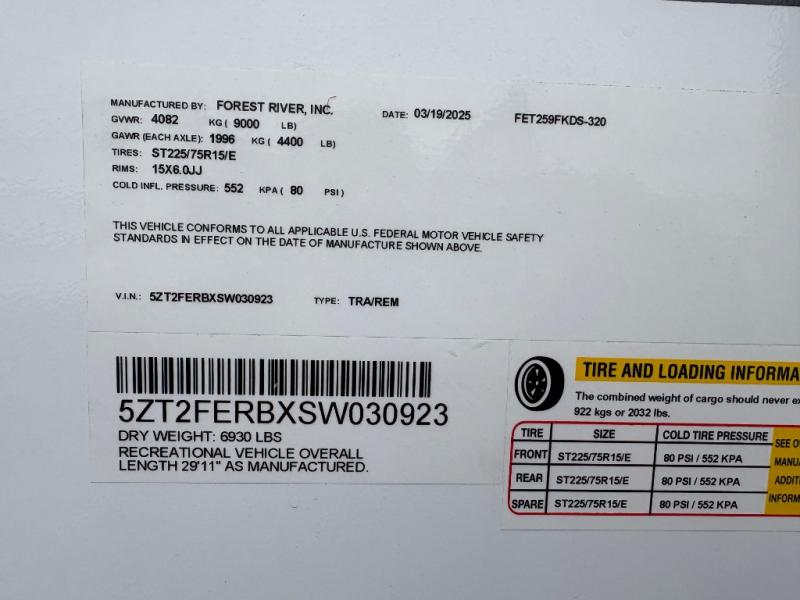 MANUFACTURED BY: FOREST RIVER, INC. DATE: 03/19/2025 FET259FKDS-320
GVWR: 4082 KG ( 9000 LB)
GAWR (EACH AXLE): 1996 KG ( 4400 LB)
TIRES: ST225/75R15/E
RIMS: 15X6.0JJ
COLD INFL. PRESSURE: 552 KPA ( 80 PSI )
THIS VEHICLE CONFORMS TO ALL APPLICABLE U.S. FEDERAL MOTOR VEHICLE SAFETY
STANDARDS IN EFFECT ON THE DATE OF MANUFACTURE SHOWN ABOVE.
V.I.N.: 5ZT2FERBXSW030923 TYPE: TRA/REM
5ZT2FERBXSW030923
DRY WEIGHT: 6930 LBS
RECREATIONAL VEHICLE OVERALL
LENGTH 29'11" AS MANUFACTURED.
TIRE AND LOADING INFORMA
The combined weight of cargo should never ex
922 kgs or 2032 lbs.
TIRE SIZE COLD TIRE PRESSURE
FRONT ST225/75R15/E 80 PSI / 552 KPA
REAR ST225/75R15/E 80 PSI / 552 KPA
SPARE ST225/75R15/E 80 PSI / 552 KPA
SEE O
MANU
ADDIT
INFORM